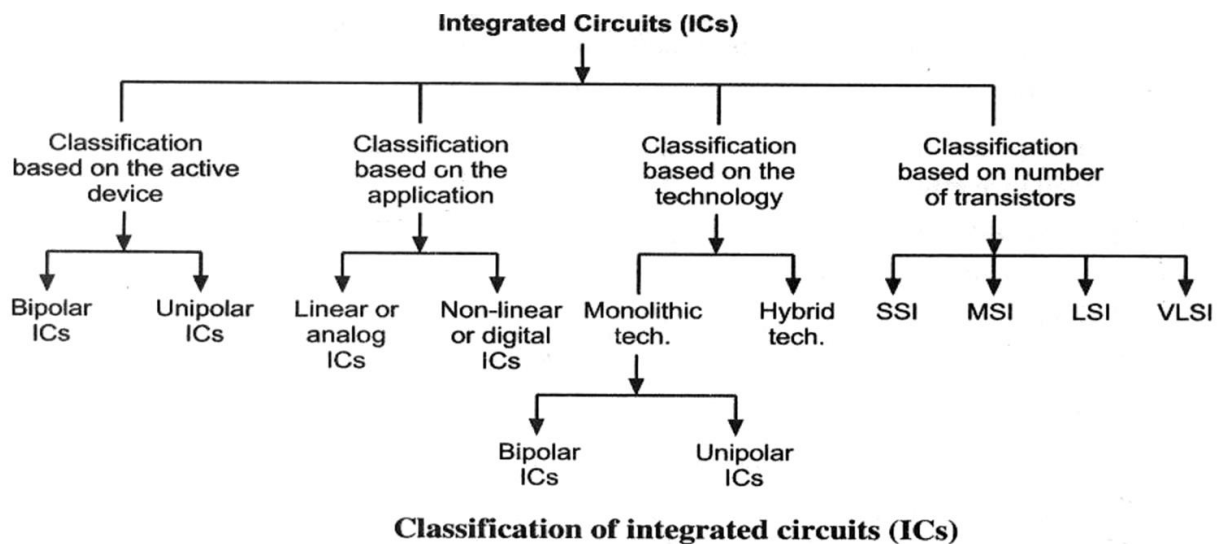 Integrated Circuits (ICs)
Classification
based on the active
device
Classification
based on the
application
Classification
based on the
technology
Classification
based on number
of transistors
Bipolar
ICs
Unipolar
ICs
Linear or
analog
ICs
Non-linear
or digital
ICs
Monolithic
tech.
Hybrid
tech.
SSI
MSI
LSI
VLSI
Bipolar
ICs
Unipolar
ICs
Classification of integrated circuits (ICs)